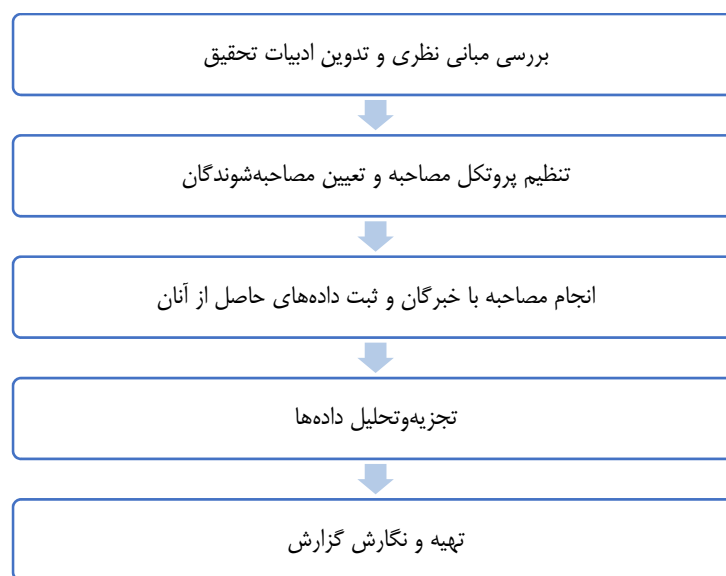 بررسی مبانی نظری و تدوین ادبیات تحقیق
تنظیم پروتکل مصاحبه و تعیین مصاحبه‌شوندگان
انجام مصاحبه با خبرگان و ثبت داده‌های حاصل از آنان
تجزیه‌وتحلیل داده‌ها
تهیه و نگارش گزارش